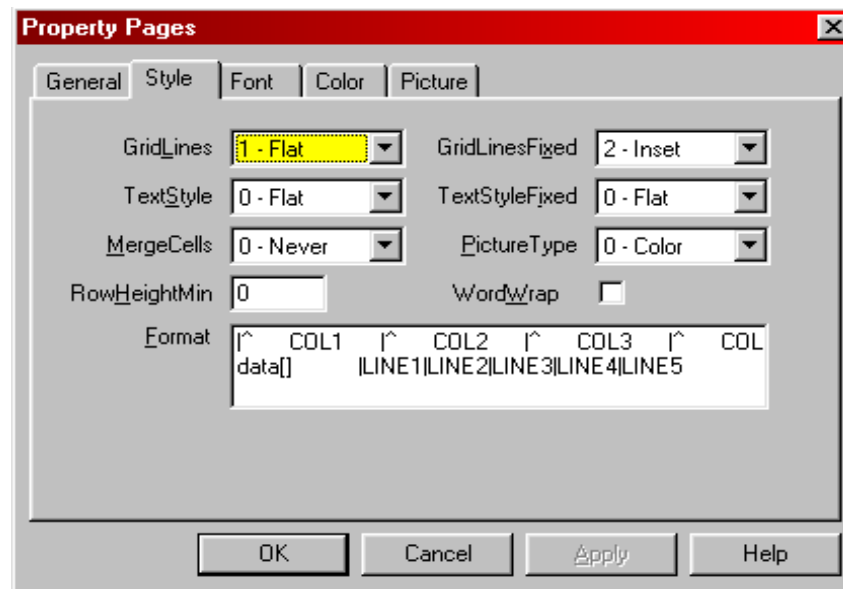 Property Pages
General Style Font Color Picture
GridLines 1 - Flat GridLinesFixed 2 - Inset
TextStyle 0 - Flat TextStyleFixed 0 - Flat
MergeCells 0 - Never PictureType 0 - Color
RowHeightMin 0 WordWrap
Format |^ COL1 |^ COL2 |^ COL3 |^ COL
data[] |LINE1|LINE2|LINE3|LINE4|LINE5
OK Cancel Apply Help